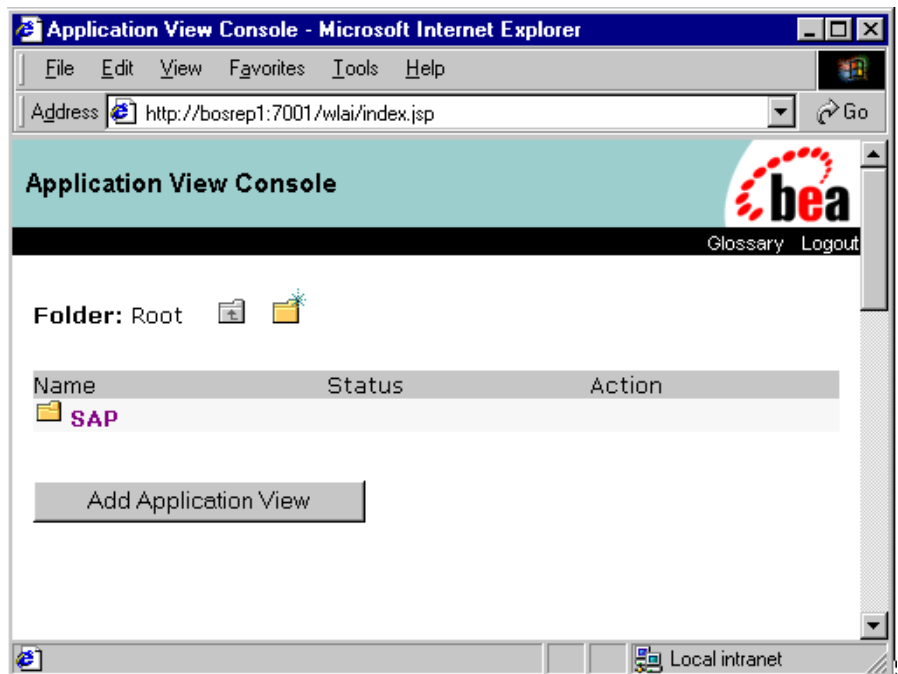 Application View Console - Microsoft Internet Explorer
File Edit View Favorites Tools Help
Address http://bosrep1:7001/wlai/index.jsp Go
Application View Console
bea
Glossary Logout
Folder: Root
Name Status Action
SAP
Add Application View
Local intranet